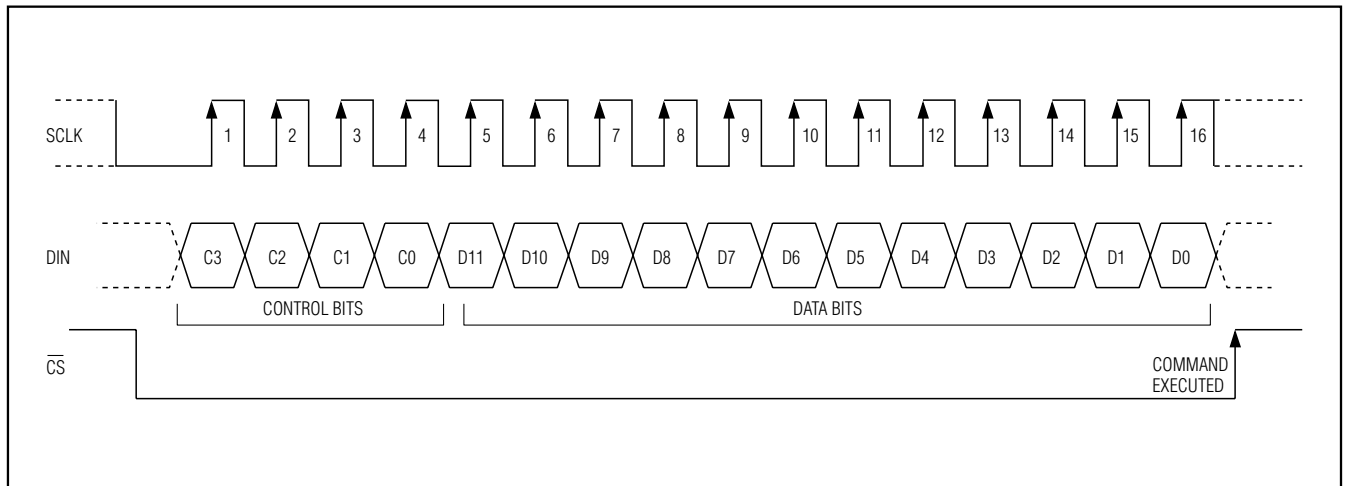 SCLK 1 2 3 4 5 6 7 8 9 10 11 12 13 14 15 16
DIN C3 C2 C1 C0 D11 D10 D9 D8 D7 D6 D5 D4 D3 D2 D1 D0
CONTROL BITS DATA BITS
C̅S̅ COMMAND
EXECUTED